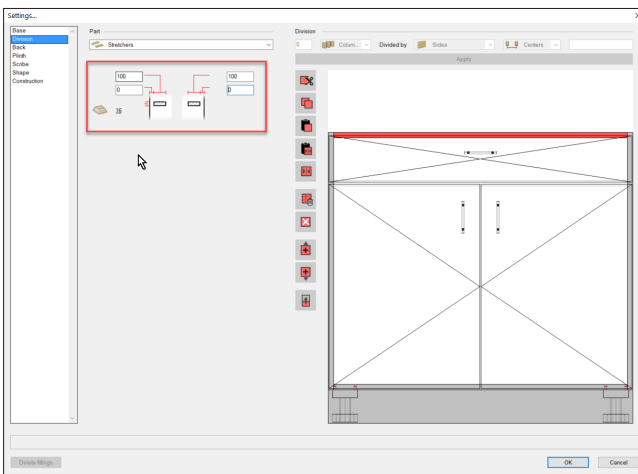 Settings...
Base
Division
Back
Plinth
Scribe
Shape
Construction
Part
Stretchers
100
100
0
0
16
Division
0
Colum...
Divided by
Sides
Centers
Apply
Delete fittings
OK
Cancel